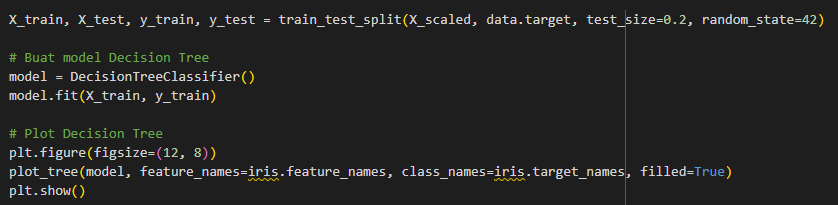 X_train, X_test, y_train, y_test = train_test_split(X_scaled, data.target, test_size=0.2, random_state=42)
# Buat model Decision Tree
model = DecisionTreeClassifier()
model.fit(X_train, y_train)
# Plot Decision Tree
plt.figure(figsize=(12, 8))
plot_tree(model, feature_names=iris.feature_names, class_names=iris.target_names, filled=True)
plt.show()